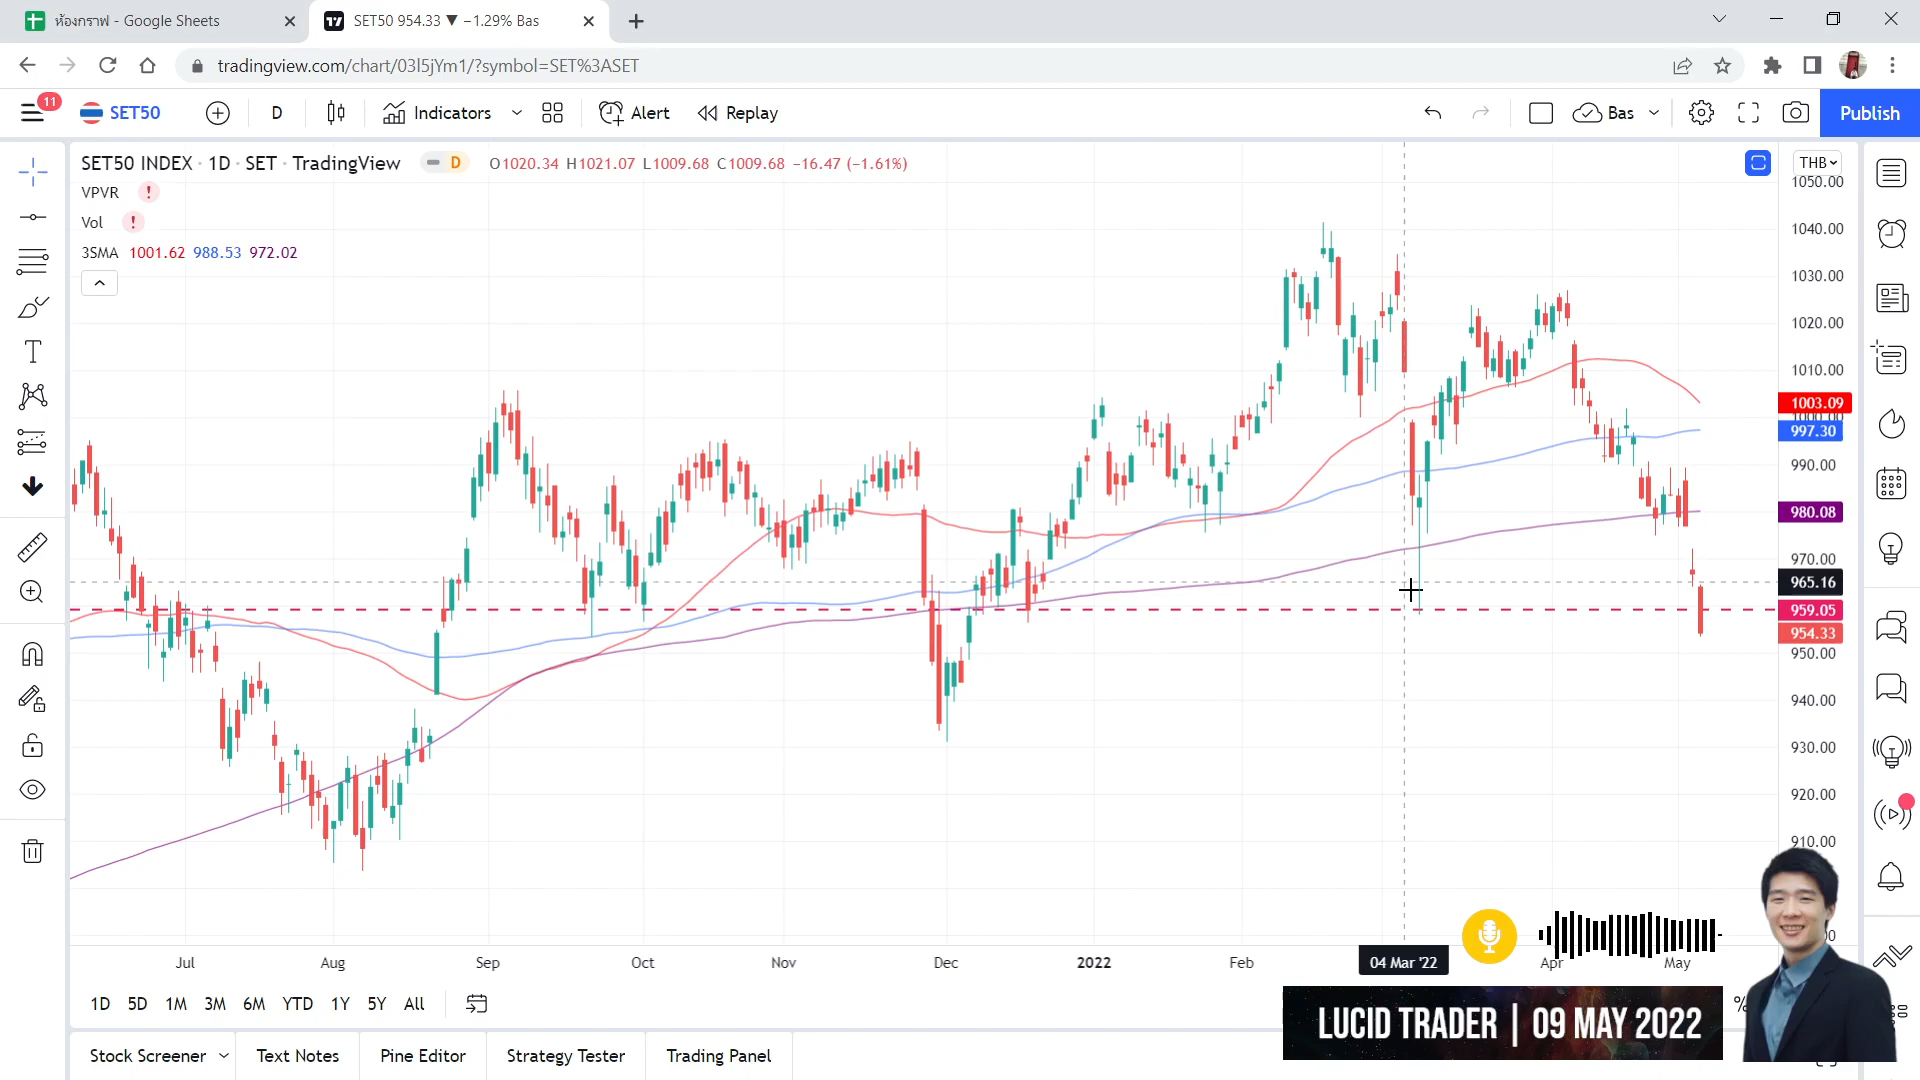 ห้องกราฟ - Google Sheets
SET50 954.33 ▼ −1.29% Bas
tradingview.com/chart/03l5jYm1/?symbol=SET%3ASET
11
SET50
D
Indicators
Alert
Replay
Bas
Publish
SET50 INDEX · 1D · SET · TradingView
D
O1020.34 H1021.07 L1009.68 C1009.68 −16.47 (−1.61%)
THB
VPVR
Vol
3SMA 1001.62 988.53 972.02
1050.00
1040.00
1030.00
1020.00
1010.00
1003.09
1000.00
997.30
990.00
980.08
970.00
965.16
959.05
954.33
950.00
940.00
930.00
920.00
910.00
Jul
Aug
Sep
Oct
Nov
Dec
2022
Feb
04 Mar '22
Apr
May
1D 5D 1M 3M 6M YTD 1Y 5Y All
%
LUCID TRADER | 09 MAY 2022
Stock Screener
Text Notes
Pine Editor
Strategy Tester
Trading Panel